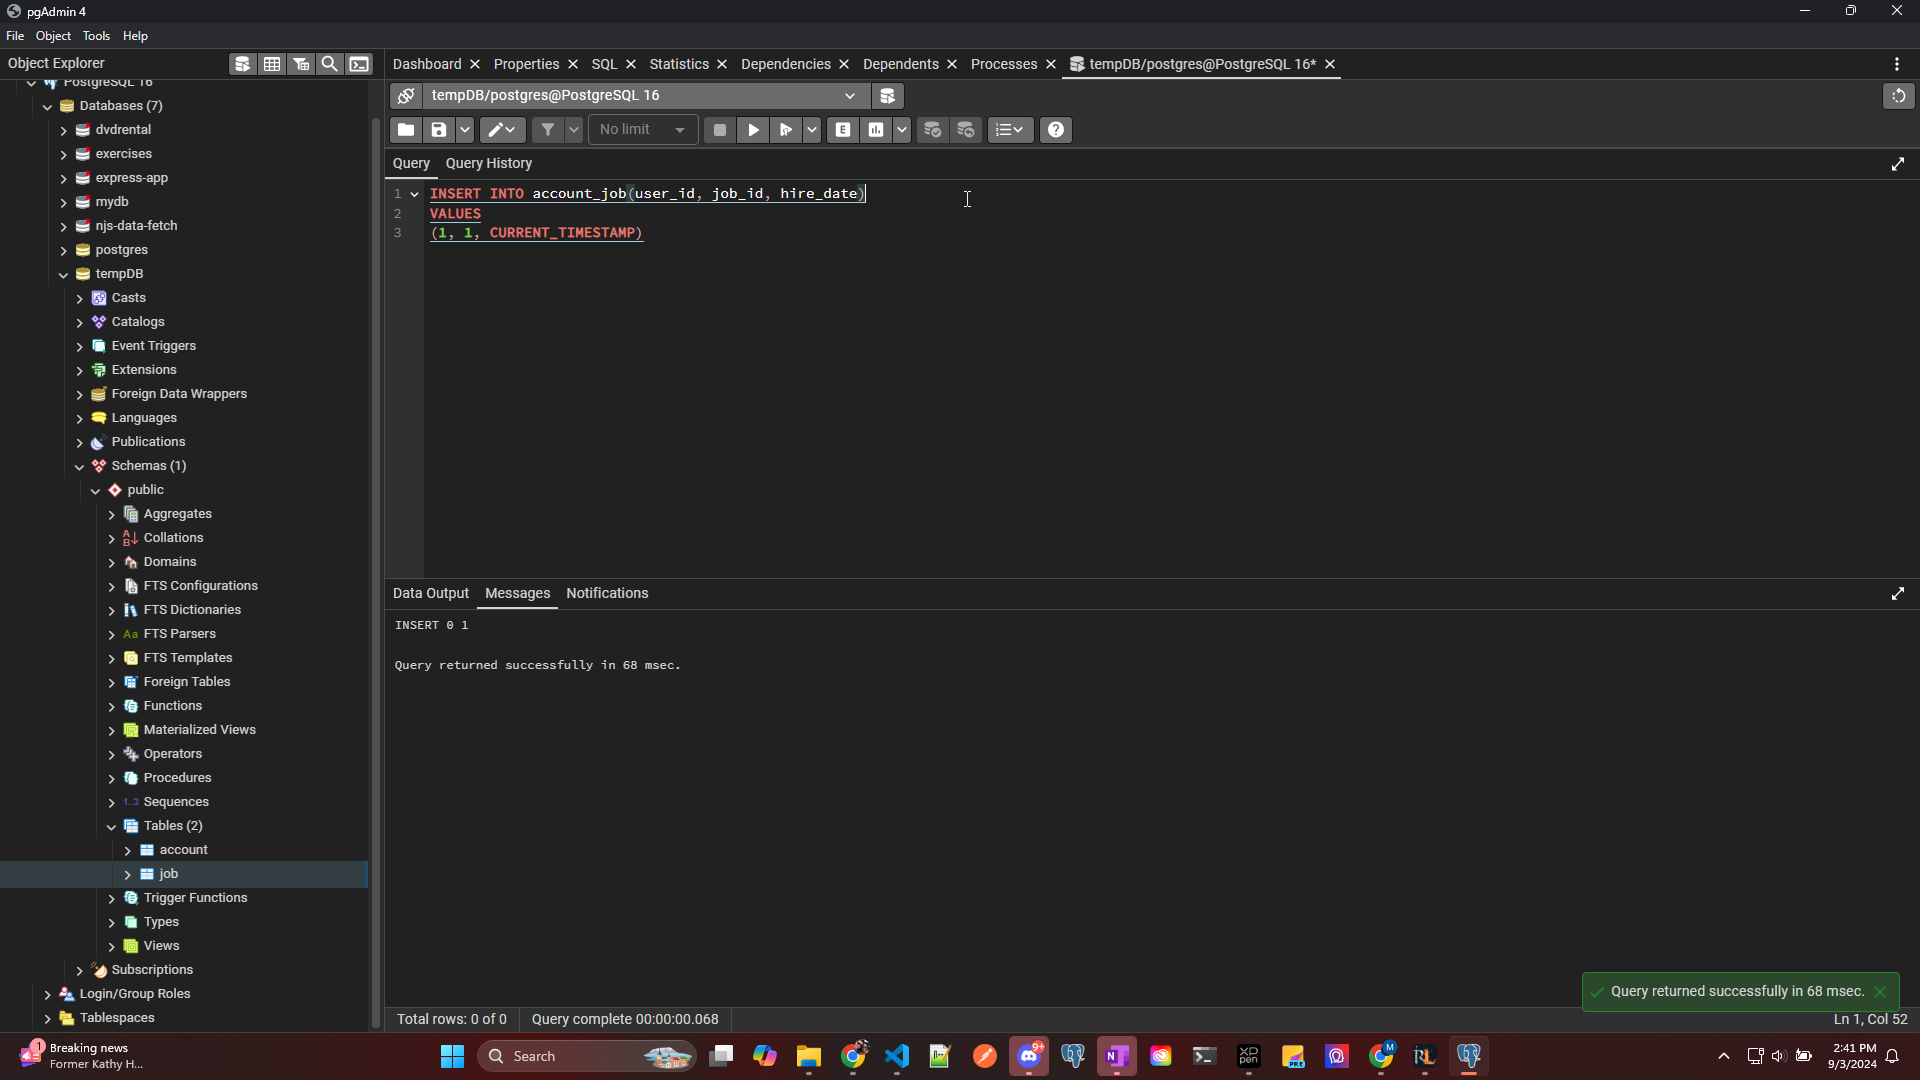 pgAdmin 4
File Object Tools Help
Object Explorer
PostgreSQL 16
Databases (7)
dvdrental
exercises
express-app
mydb
njs-data-fetch
postgres
tempDB
Casts
Catalogs
Event Triggers
Extensions
Foreign Data Wrappers
Languages
Publications
Schemas (1)
public
Aggregates
Collations
Domains
FTS Configurations
FTS Dictionaries
Aa FTS Parsers
FTS Templates
Foreign Tables
Functions
Materialized Views
Operators
Procedures
1..3 Sequences
Tables (2)
account
job
Trigger Functions
Types
Views
Subscriptions
Login/Group Roles
Tablespaces
Dashboard Properties SQL Statistics Dependencies Dependents Processes tempDB/postgres@PostgreSQL 16*
tempDB/postgres@PostgreSQL 16
No limit E
Query Query History
1 INSERT INTO account_job(user_id, job_id, hire_date)
2 VALUES
3 (1, 1, CURRENT_TIMESTAMP)
Data Output Messages Notifications
INSERT 0 1
Query returned successfully in 68 msec.
Query returned successfully in 68 msec.
Total rows: 0 of 0 Query complete 00:00:00.068 Ln 1, Col 52
1 Breaking news
Former Kathy H...
Search
9+
2:41 PM
9/3/2024